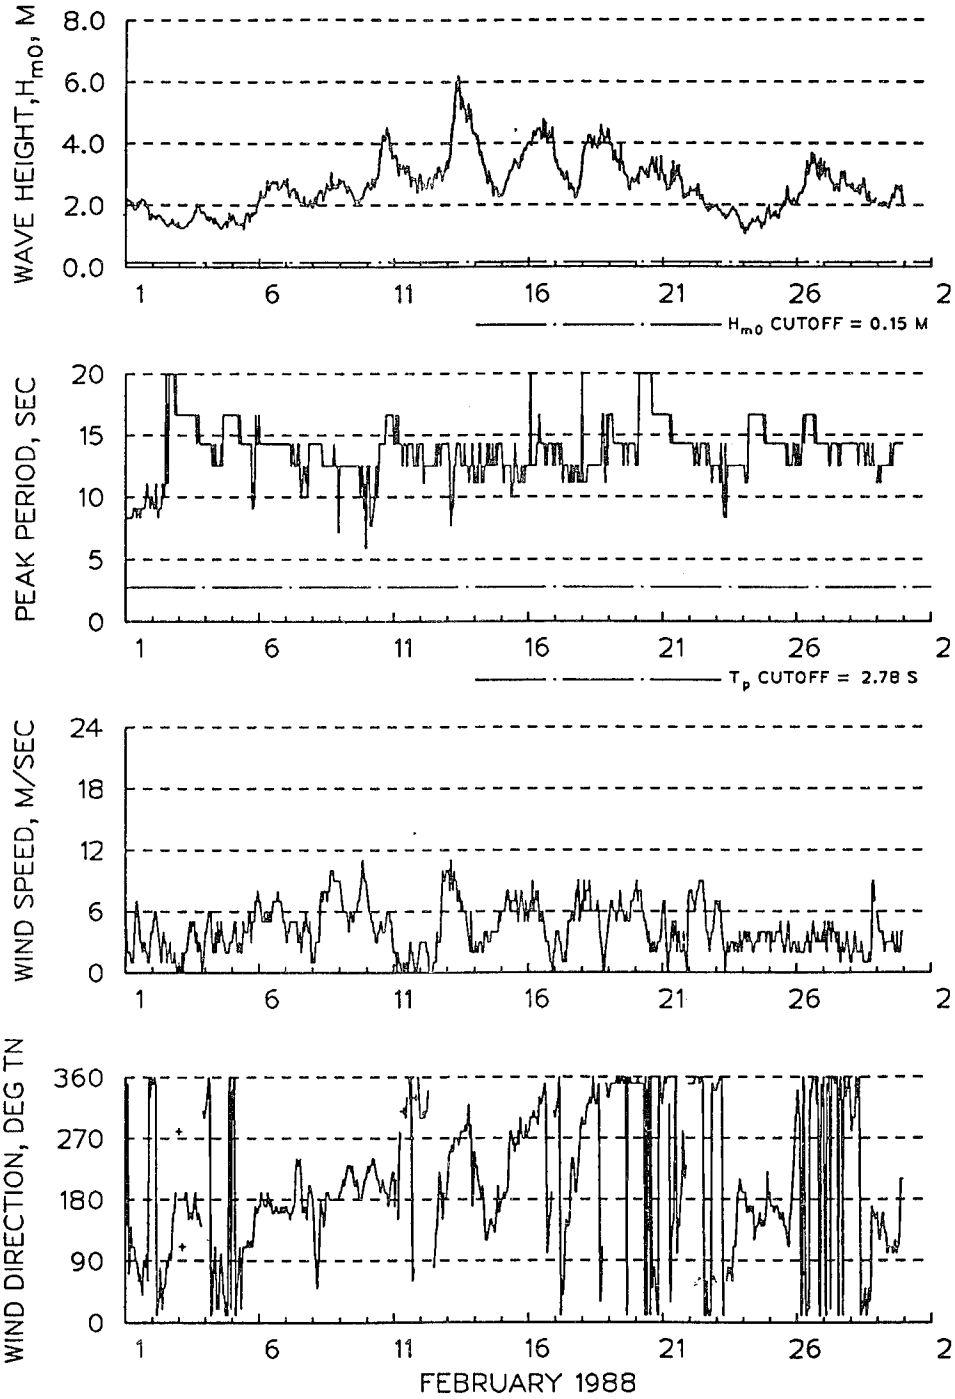 WAVE HEIGHT, Hm0, M
8.0
6.0
4.0
2.0
0.0
1 6 11 16 21 26 2
Hm0 CUTOFF = 0.15 M
PEAK PERIOD, SEC
20
15
10
5
0
1 6 11 16 21 26 2
Tp CUTOFF = 2.78 S
WIND SPEED, M/SEC
24
18
12
6
0
1 6 11 16 21 26 2
WIND DIRECTION, DEG TN
360
270
180
90
0
1 6 11 16 21 26 2
FEBRUARY 1988